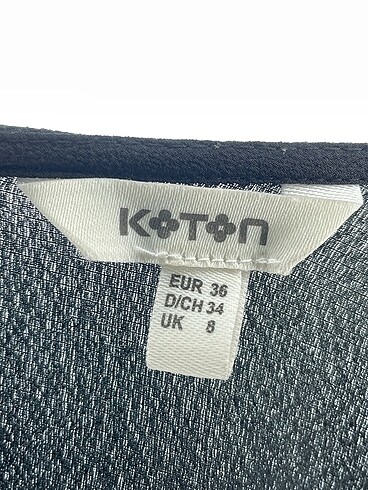 KOTON
EUR 36
D/CH 34
UK 8